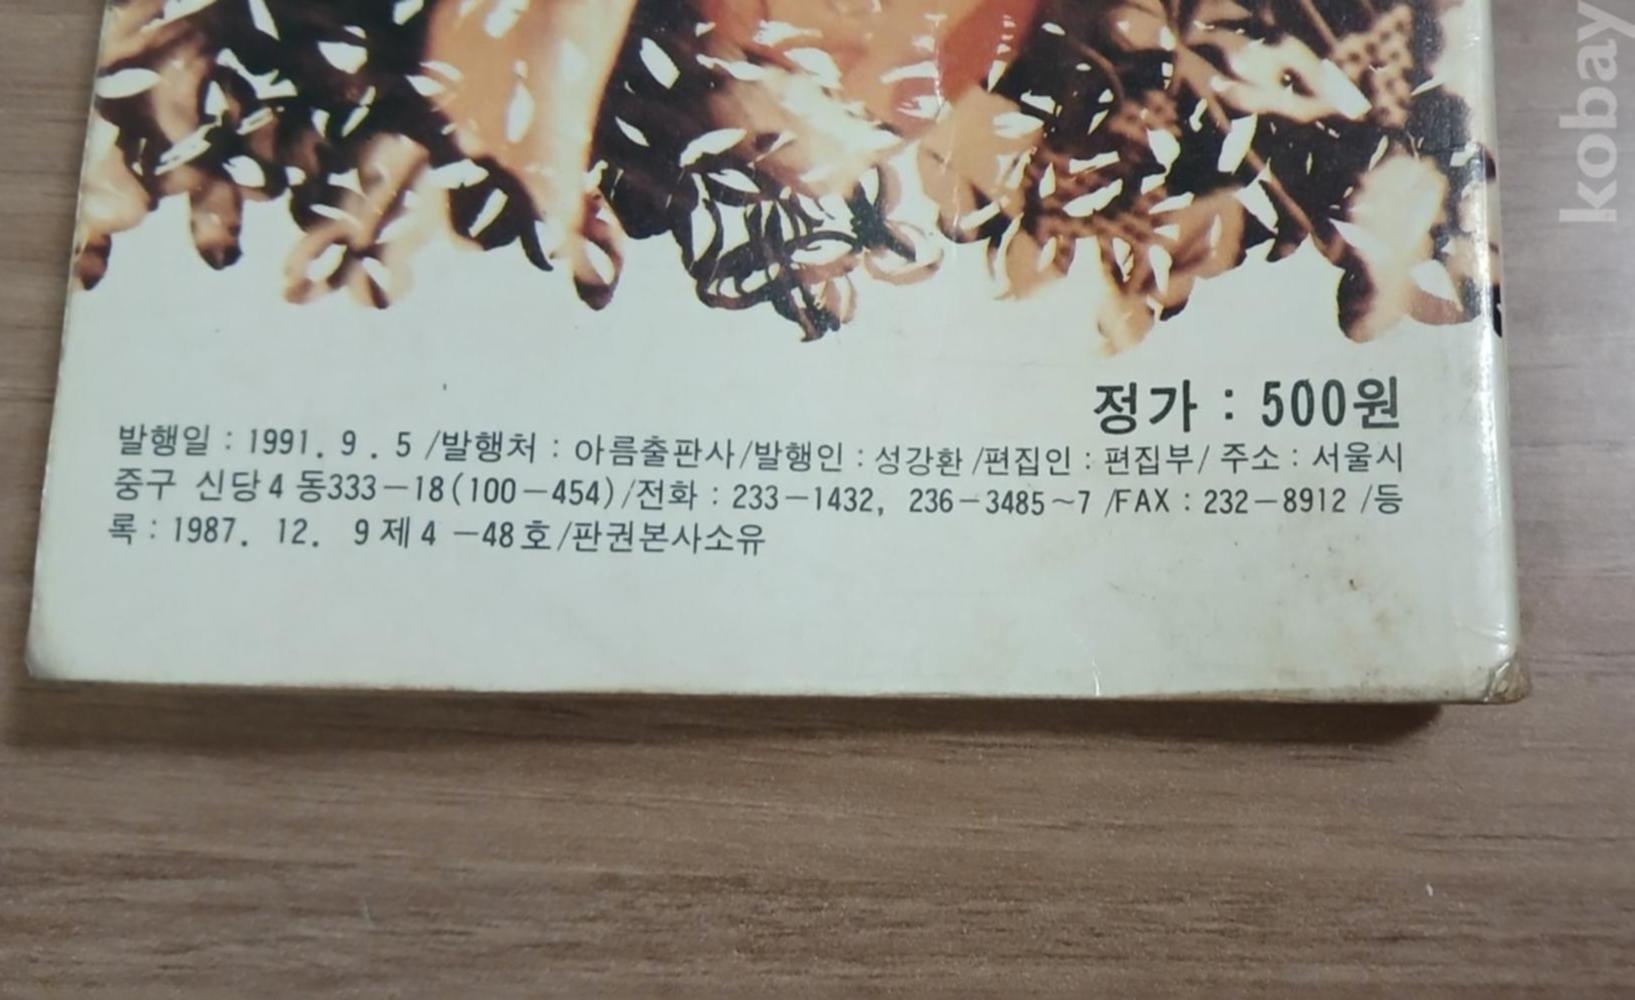 정가 : 500원
발행일 : 1991. 9 . 5 /발행처 : 아름출판사/발행인 : 성강환 /편집인 : 편집부/ 주소 : 서울시
중구 신당 4 동333-18(100-454)/전화 : 233-1432, 236-3485~7 /FAX : 232-8912 /등
록 : 1987. 12. 9 제 4 -48호/판권본사소유
kobay